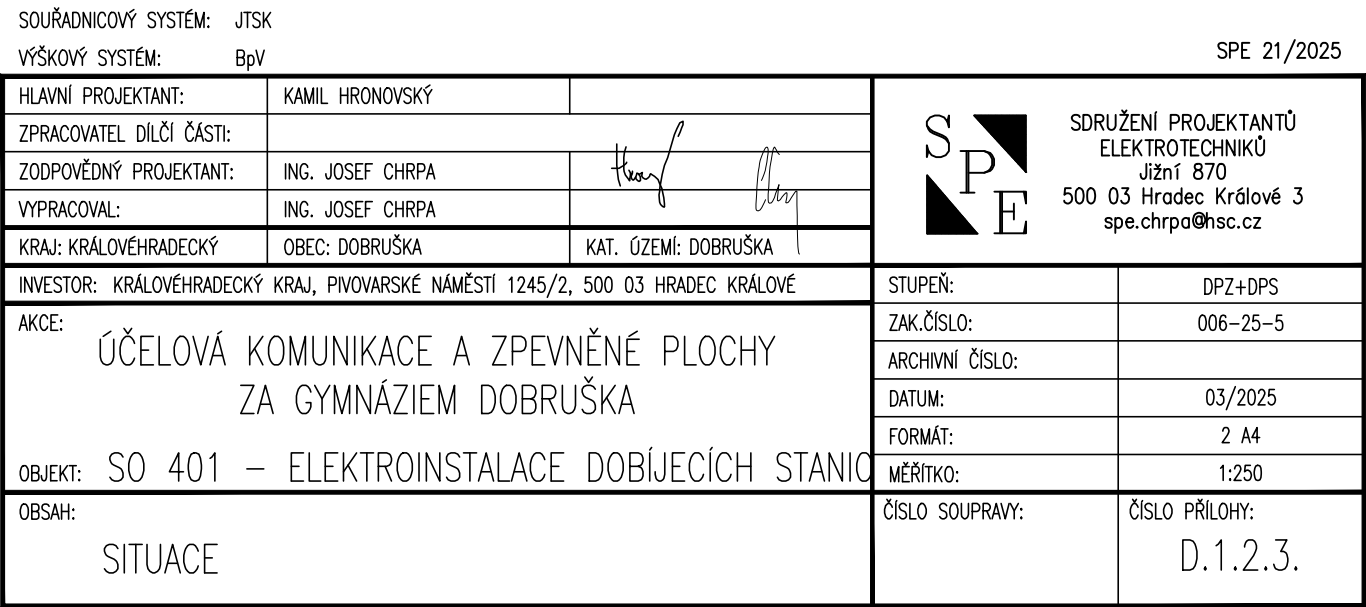 SOUŘADNICOVÝ SYSTÉM: JTSK
VÝŠKOVÝ SYSTÉM: BpV
SPE 21/2025
HLAVNÍ PROJEKTANT: KAMIL HRONOVSKÝ
ZPRACOVATEL DÍLČÍ ČÁSTI:
ZODPOVĚDNÝ PROJEKTANT: ING. JOSEF CHRPA
VYPRACOVAL: ING. JOSEF CHRPA
KRAJ: KRÁLOVÉHRADECKÝ OBEC: DOBRUŠKA KAT. ÚZEMÍ: DOBRUŠKA
SPE
SDRUŽENÍ PROJEKTANTŮ
ELEKTROTECHNIKŮ
Jižní 870
500 03 Hradec Králové 3
spe.chrpa@hsc.cz
INVESTOR: KRÁLOVÉHRADECKÝ KRAJ, PIVOVARSKÉ NÁMĚSTÍ 1245/2, 500 03 HRADEC KRÁLOVÉ
AKCE:
ÚČELOVÁ KOMUNIKACE A ZPEVNĚNÉ PLOCHY
ZA GYMNÁZIEM DOBRUŠKA
OBJEKT: SO 401 – ELEKTROINSTALACE DOBÍJECÍCH STANIC
STUPEŇ: DPZ+DPS
ZAK.ČÍSLO: 006-25-5
ARCHIVNÍ ČÍSLO:
DATUM: 03/2025
FORMÁT: 2 A4
MĚŘÍTKO: 1:250
OBSAH:
SITUACE
ČÍSLO SOUPRAVY:
ČÍSLO PŘÍLOHY:
D.1.2.3.